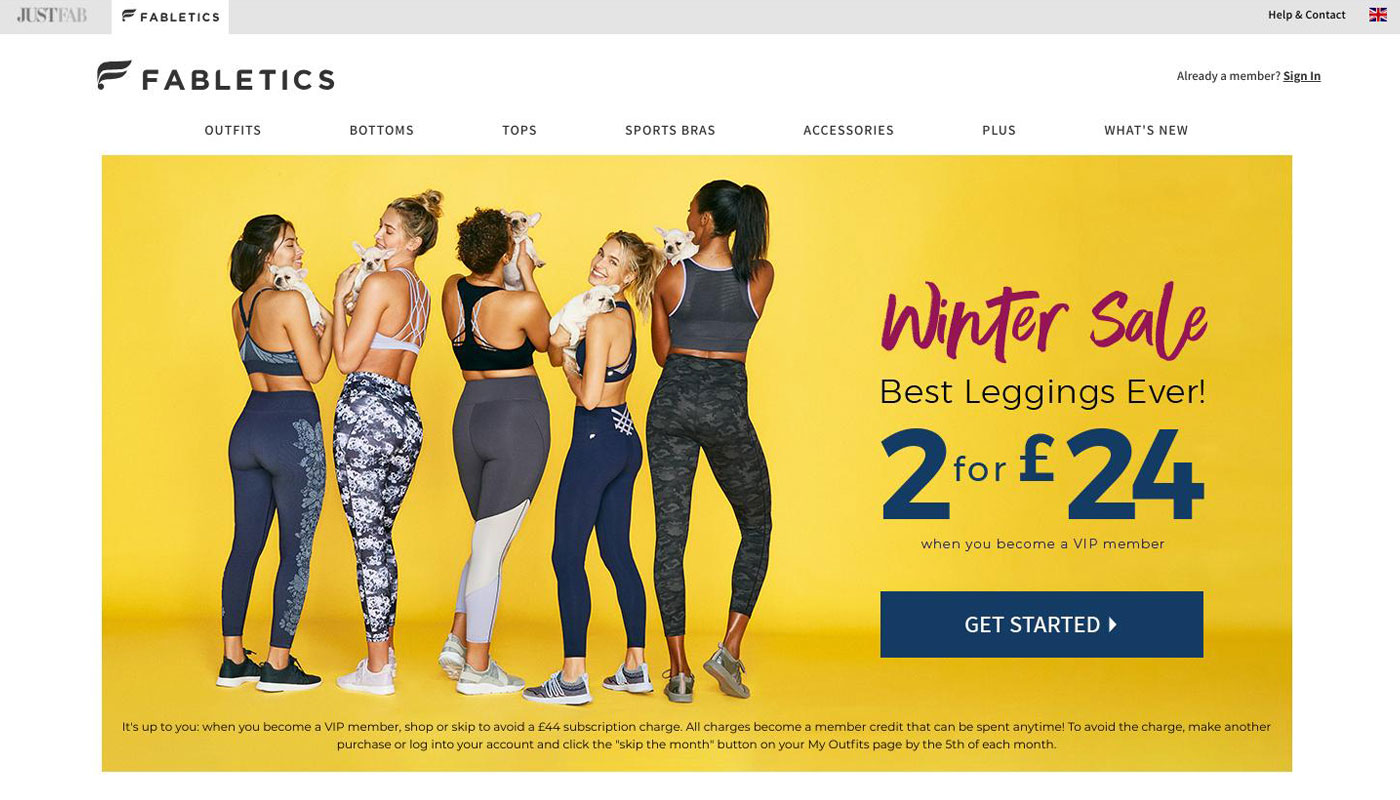 JUSTFAB
FABLETICS
Help & Contact
FABLETICS
Already a member? Sign In
OUTFITS BOTTOMS TOPS SPORTS BRAS ACCESSORIES PLUS WHAT'S NEW
Winter Sale
Best Leggings Ever!
2 for £24
when you become a VIP member
GET STARTED
It's up to you: when you become a VIP member, shop or skip to avoid a £44 subscription charge. All charges become a member credit that can be spent anytime! To avoid the charge, make another
purchase or log into your account and click the "skip the month" button on your My Outfits page by the 5th of each month.